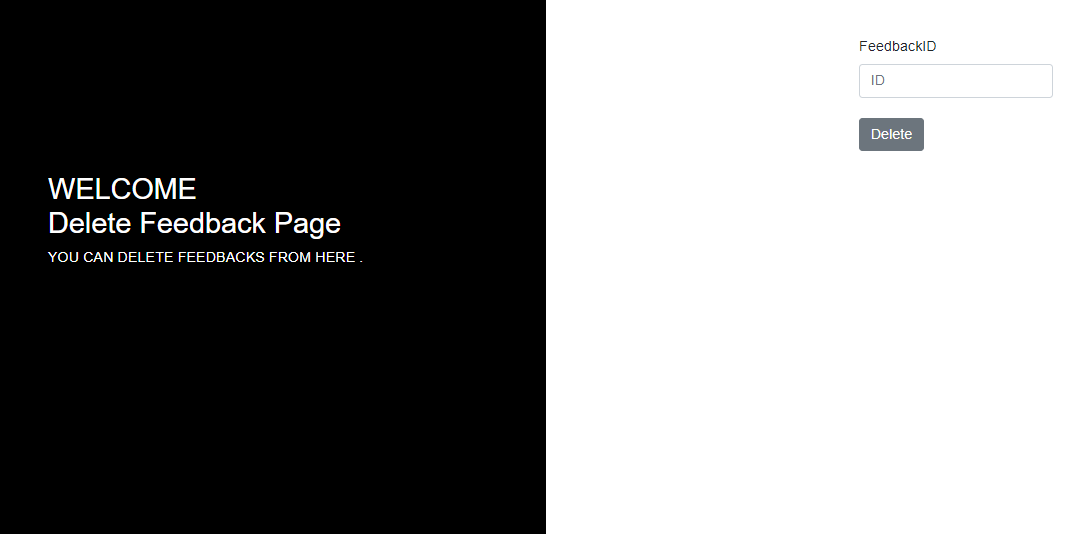 WELCOME
Delete Feedback Page
YOU CAN DELETE FEEDBACKS FROM HERE .
FeedbackID
ID
Delete